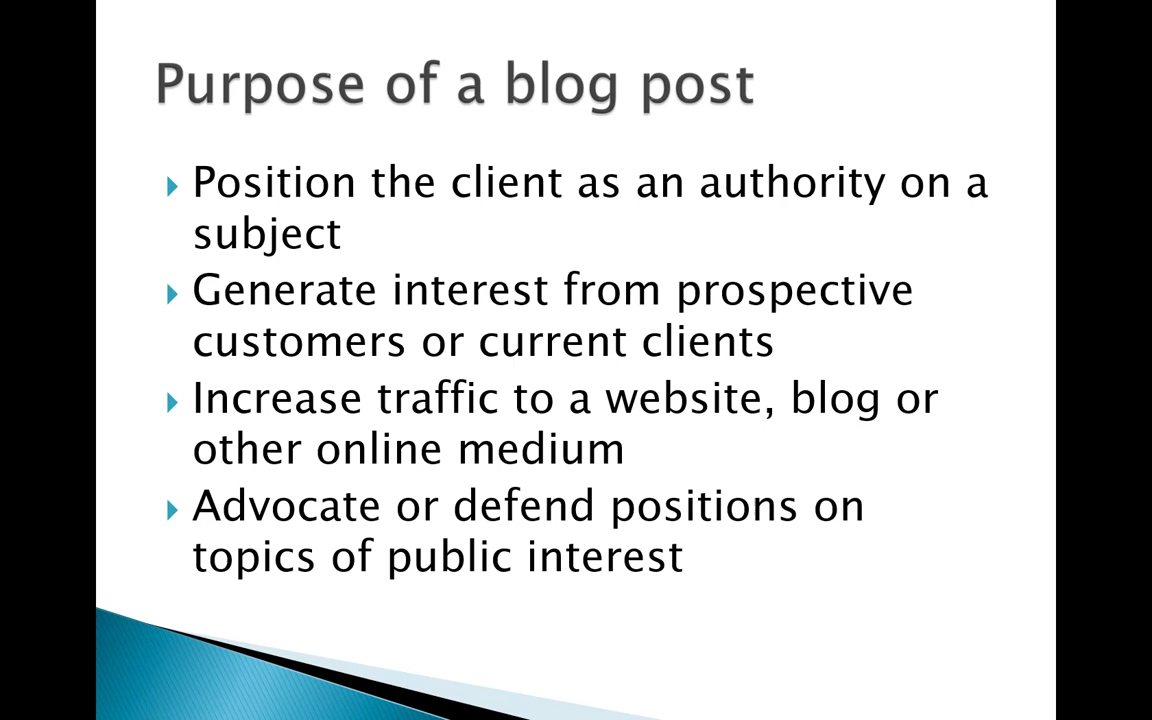 Purpose of a blog post
Position the client as an authority on a
subject
Generate interest from prospective
customers or current clients
Increase traffic to a website, blog or
other online medium
Advocate or defend positions on
topics of public interest